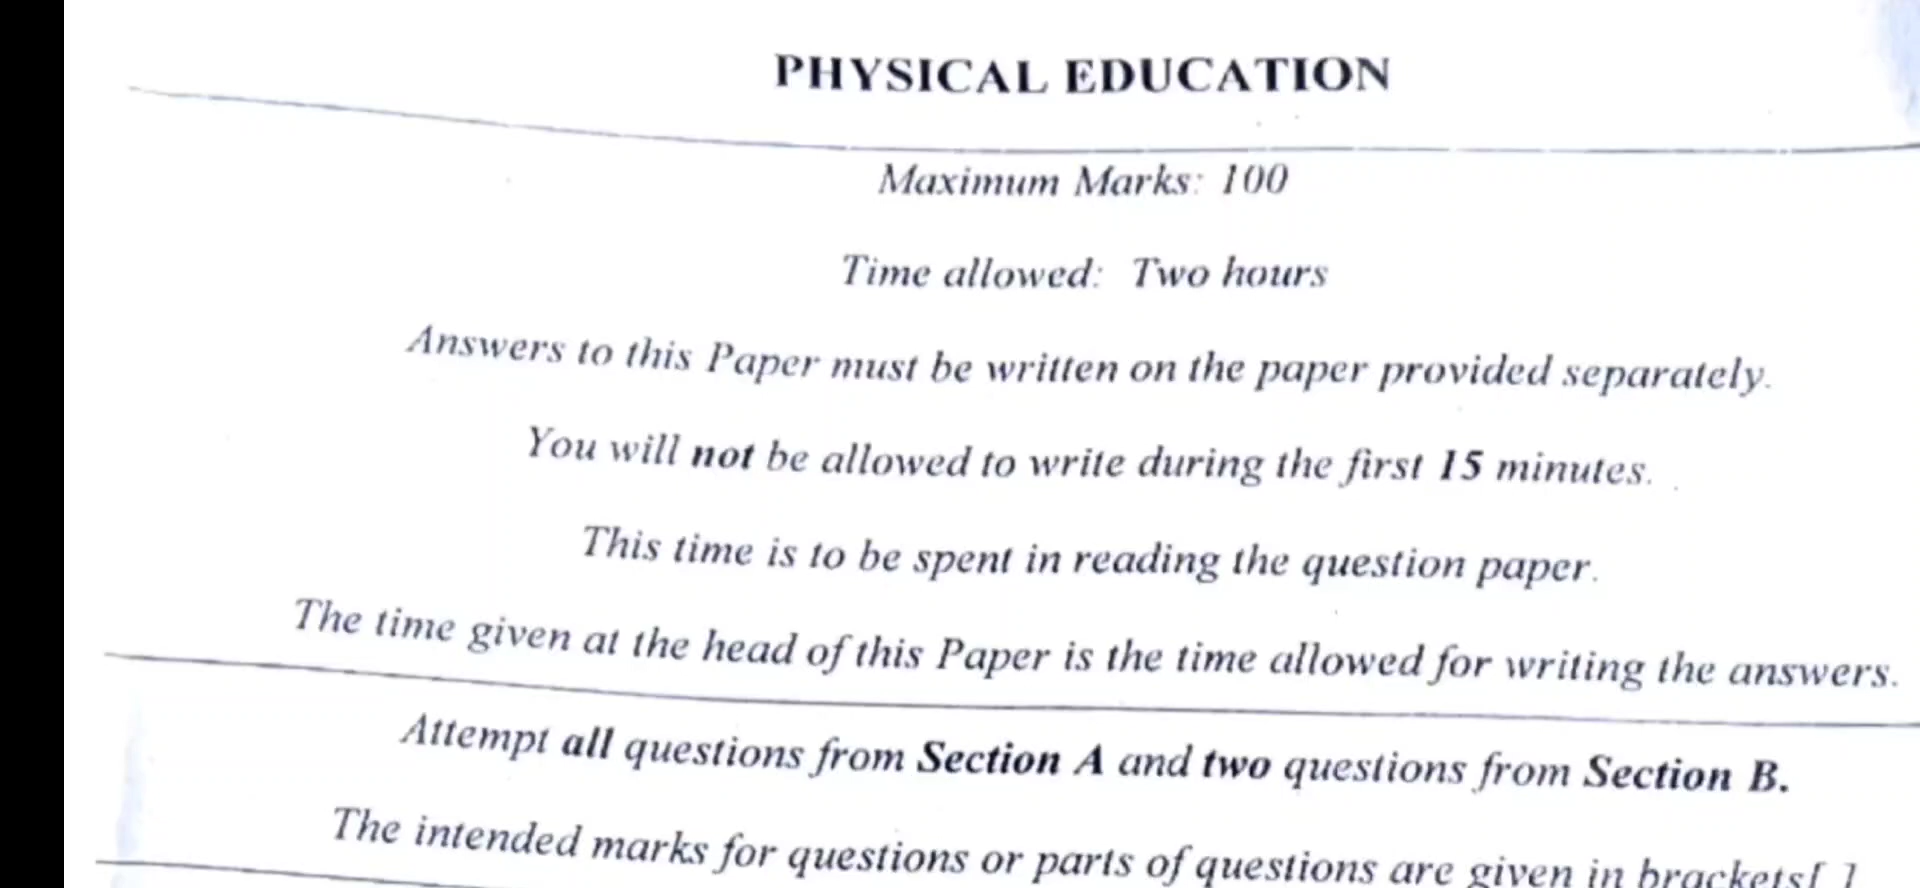 PHYSICAL EDUCATION
Maximum Marks: 100
Time allowed: Two hours
Answers to this Paper must be written on the paper provided separately.
You will not be allowed to write during the first 15 minutes.
This time is to be spent in reading the question paper.
The time given at the head of this Paper is the time allowed for writing the answers.
Attempt all questions from Section A and two questions from Section B.
The intended marks for questions or parts of questions are given in brackets[ ]